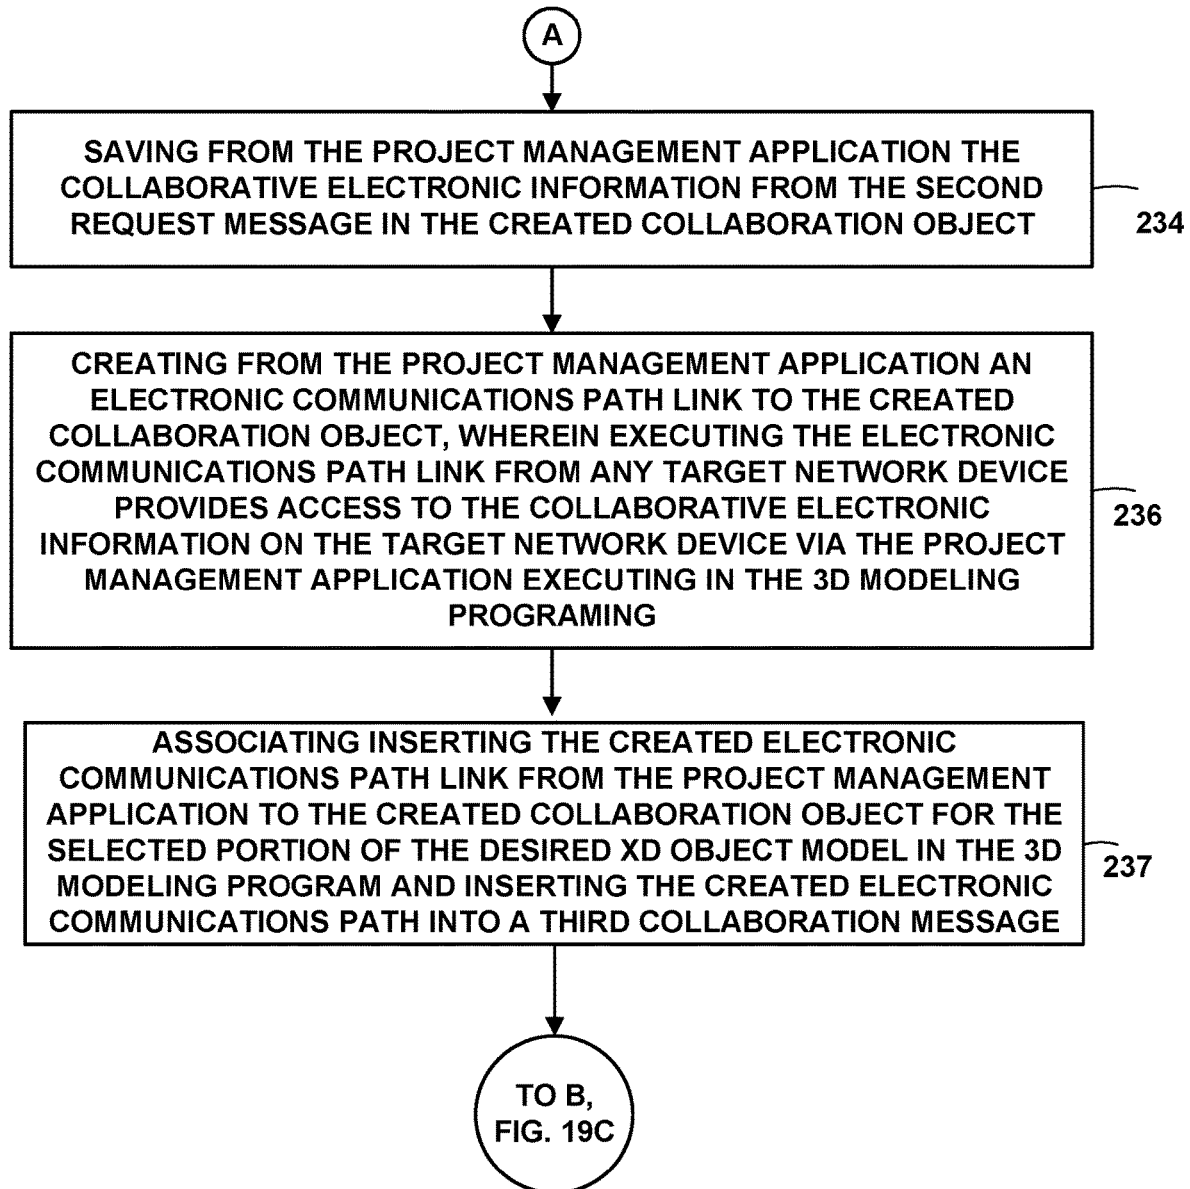 A
SAVING FROM THE PROJECT MANAGEMENT APPLICATION THE
COLLABORATIVE ELECTRONIC INFORMATION FROM THE SECOND
REQUEST MESSAGE IN THE CREATED COLLABORATION OBJECT
234
CREATING FROM THE PROJECT MANAGEMENT APPLICATION AN
ELECTRONIC COMMUNICATIONS PATH LINK TO THE CREATED
COLLABORATION OBJECT, WHEREIN EXECUTING THE ELECTRONIC
COMMUNICATIONS PATH LINK FROM ANY TARGET NETWORK DEVICE
PROVIDES ACCESS TO THE COLLABORATIVE ELECTRONIC
INFORMATION ON THE TARGET NETWORK DEVICE VIA THE PROJECT
MANAGEMENT APPLICATION EXECUTING IN THE 3D MODELING
PROGRAMING
236
ASSOCIATING INSERTING THE CREATED ELECTRONIC
COMMUNICATIONS PATH LINK FROM THE PROJECT MANAGEMENT
APPLICATION TO THE CREATED COLLABORATION OBJECT FOR THE
SELECTED PORTION OF THE DESIRED XD OBJECT MODEL IN THE 3D
MODELING PROGRAM AND INSERTING THE CREATED ELECTRONIC
COMMUNICATIONS PATH INTO A THIRD COLLABORATION MESSAGE
237
TO B,
FIG. 19C